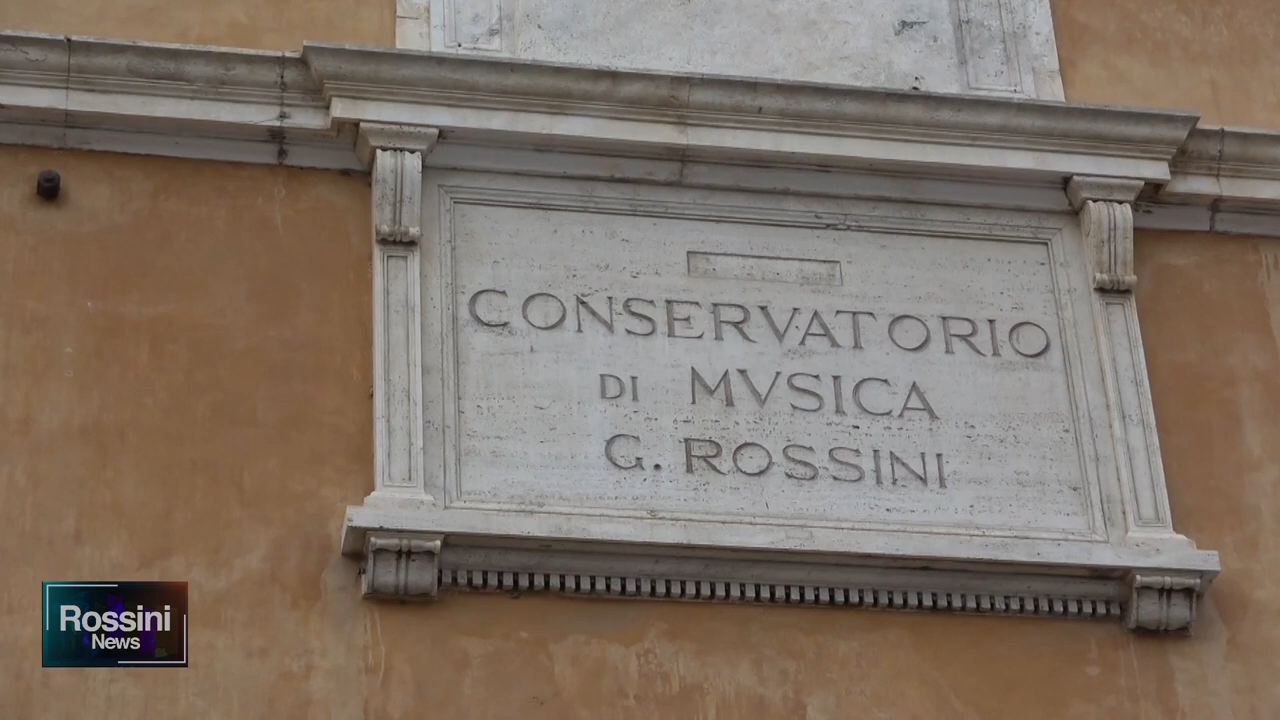 CONSERVATORIO
DI MVSICA
G. ROSSINI
Rossini
News